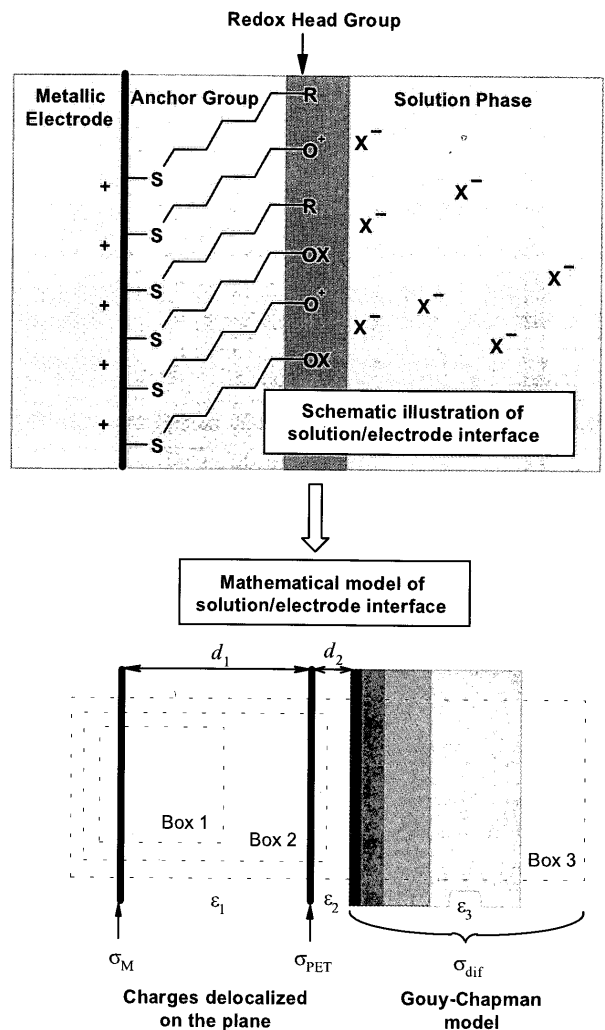 Redox Head Group
Metallic
Electrode
Anchor Group
Solution Phase
R
O⁺
R
OX
O⁺
OX
S
S
S
S
S
S
+
+
+
+
+
X⁻
X⁻
X⁻
X⁻
X⁻
X⁻
X⁻
Schematic illustration of
solution/electrode interface
Mathematical model of
solution/electrode interface
d₁
d₂
Box 1
Box 2
Box 3
ε₁
ε₂
ε₃
σM
σPET
σdif
Charges delocalized
on the plane
Gouy-Chapman
model